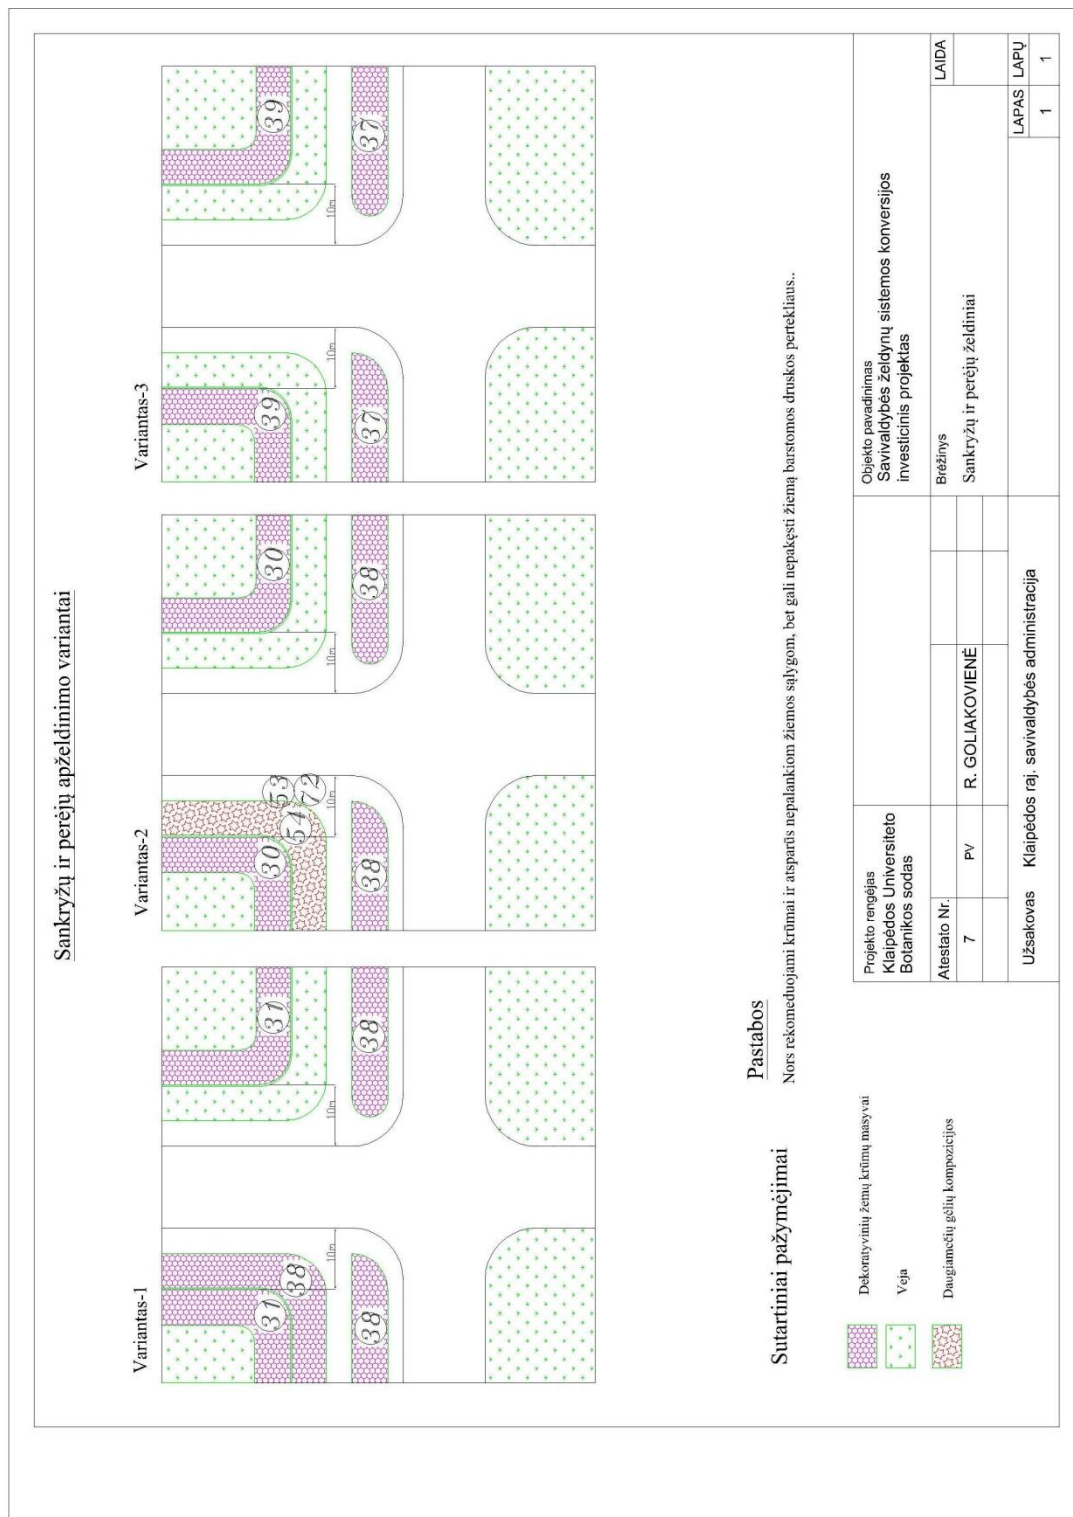 Sankryžų ir perėjų apželdinimo variantai
Variantas-1
31
38
38
10m
31
38
10m
Variantas-2
30
53
54
72
38
10m
30
38
10m
Variantas-3
39
37
10m
39
37
10m
Sutartiniai pažymėjimai
Dekoratyvinių žemų krūmų masyvai
Veja
Daugiamečių gėlių kompozicijos
Pastabos
Nors rekomeduojami krūmai ir atsparūs nepalankiom žiemos sąlygom, bet gali nepakęsti žiemą barstomos druskos pertekliaus..
Projekto rengėjas
Klaipėdos Universiteto
Botanikos sodas
Objekto pavadinimas
Savivaldybės želdynų sistemos konversijos
investicinis projektas
Atestato Nr.
Brėžinys
LAIDA
7 PV R. GOLIAKOVIENĖ
Sankryžų ir perėjų želdiniai
Užsakovas Klaipėdos raj. savivaldybės administracija
LAPAS LAPŲ
1 1